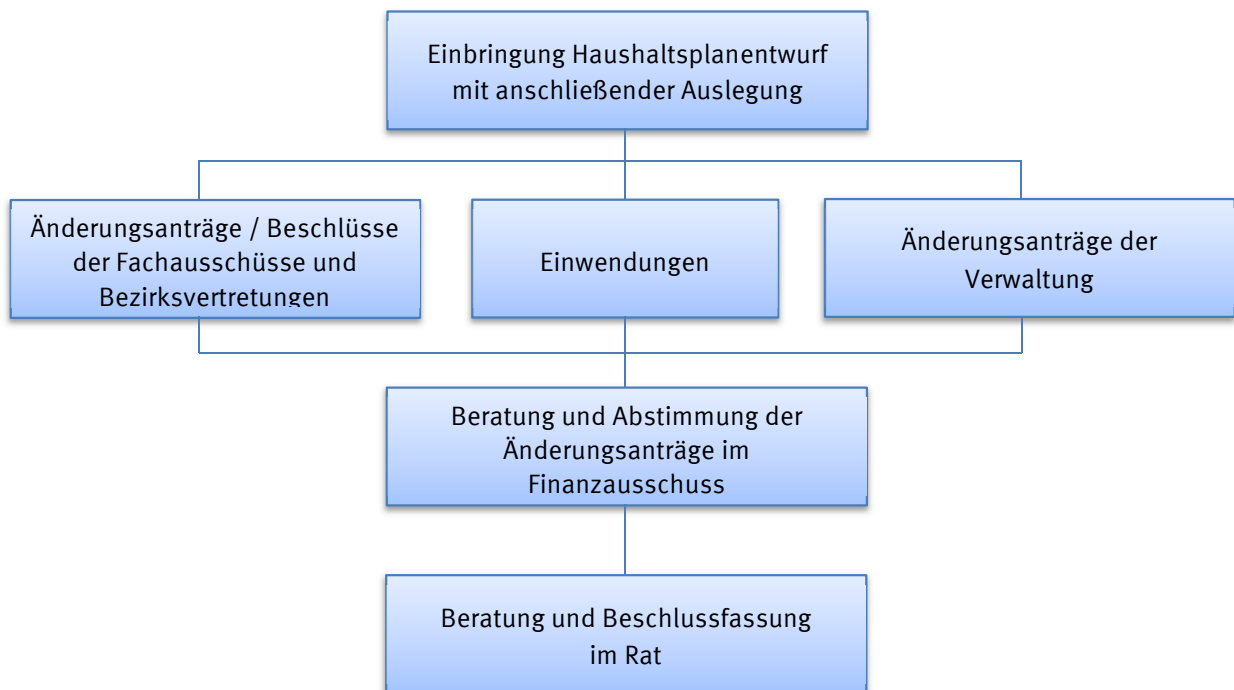 Einbringung Haushaltsplanentwurf
mit anschließender Auslegung
Änderungsanträge / Beschlüsse
der Fachausschüsse und
Bezirksvertretungen
Einwendungen
Änderungsanträge der
Verwaltung
Beratung und Abstimmung der
Änderungsanträge im
Finanzausschuss
Beratung und Beschlussfassung
im Rat